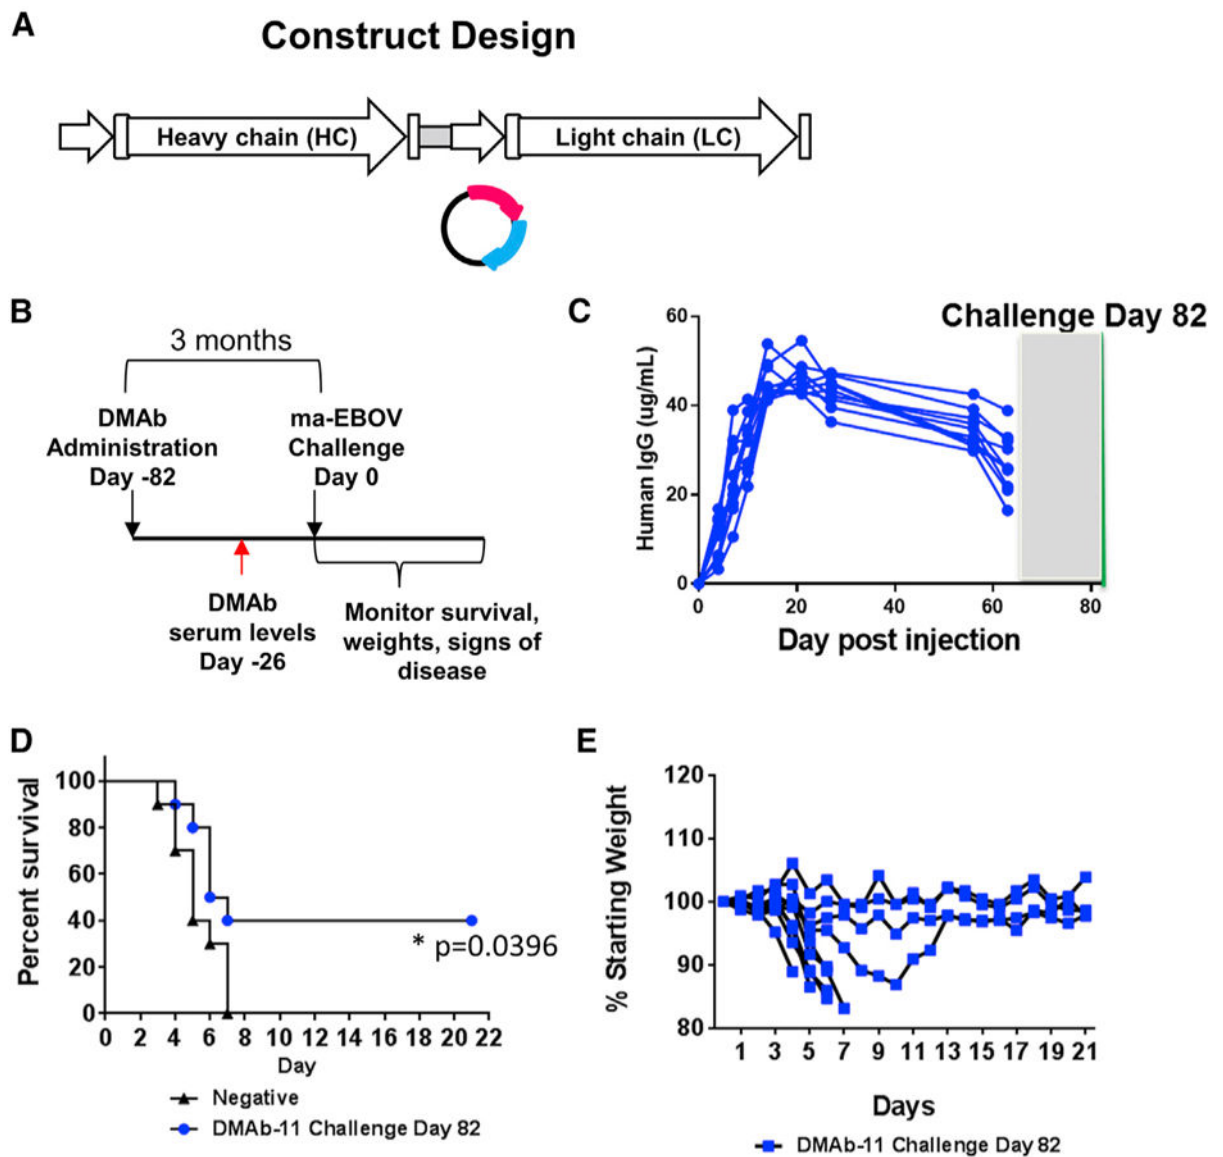 A
Construct Design
Heavy chain (HC)
Light chain (LC)
B
3 months
DMAb
Administration
Day -82
ma-EBOV
Challenge
Day 0
DMAb
serum levels
Day -26
Monitor survival,
weights, signs of
disease
C
Challenge Day 82
Human IgG (ug/mL)
60
40
20
0
0 20 40 60 80
Day post injection
D
Percent survival
100
80
60
40
20
0
* p=0.0396
0 2 4 6 8 10 12 14 16 18 20 22
Day
Negative
DMAb-11 Challenge Day 82
E
% Starting Weight
120
110
100
90
80
1 3 5 7 9 11 13 15 17 19 21
Days
DMAb-11 Challenge Day 82